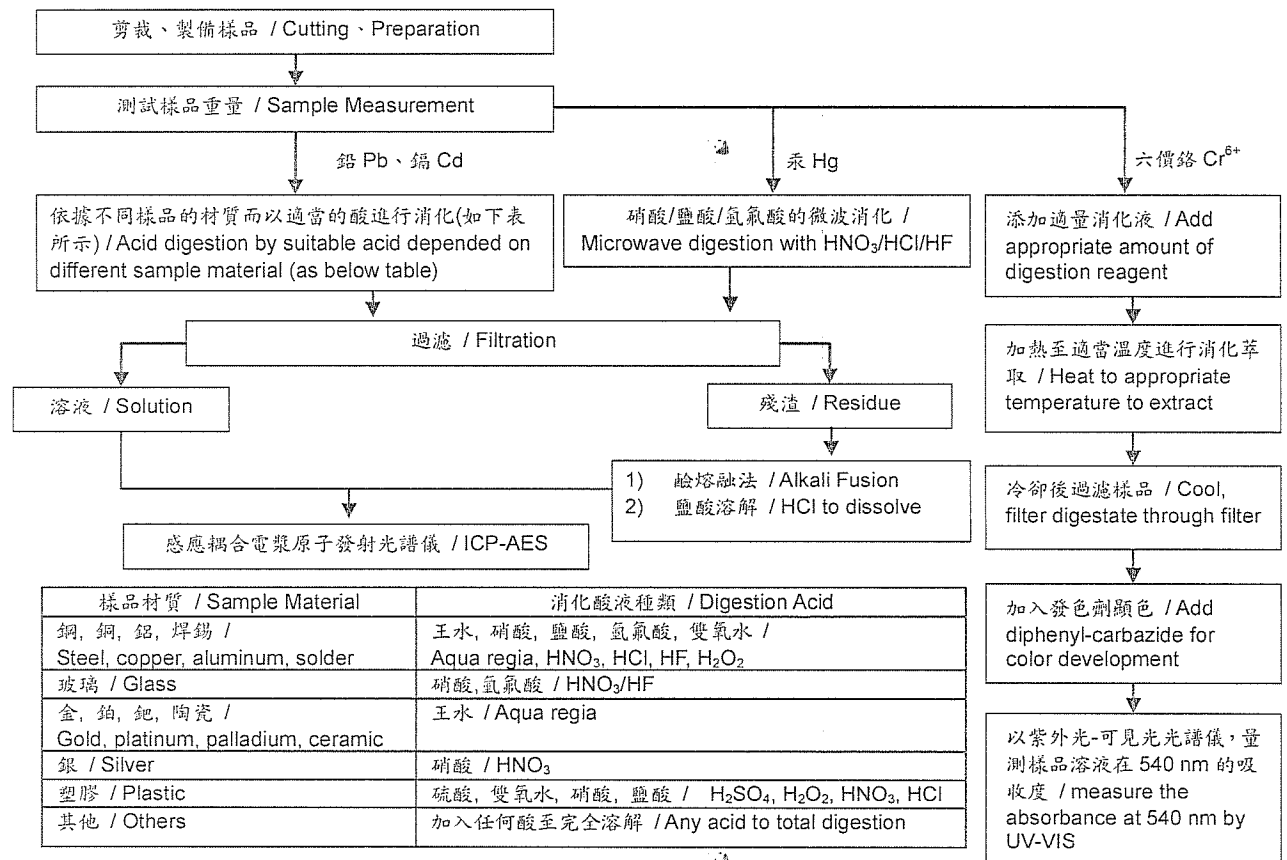 剪裁、製備樣品 / Cutting、Preparation
測試樣品重量 / Sample Measurement
鉛 Pb、鎘 Cd
汞 Hg
六價鉻 Cr⁶⁺
依據不同樣品的材質而以適當的酸進行消化(如下表
所示) / Acid digestion by suitable acid depended on
different sample material (as below table)
硝酸/鹽酸/氫氟酸的微波消化 /
Microwave digestion with HNO₃/HCl/HF
添加適量消化液 / Add
appropriate amount of
digestion reagent
過濾 / Filtration
加熱至適當溫度進行消化萃
取 / Heat to appropriate
temperature to extract
溶液 / Solution
殘渣 / Residue
1) 鹼熔融法 / Alkali Fusion
2) 鹽酸溶解 / HCl to dissolve
冷卻後過濾樣品 / Cool,
filter digestate through filter
感應耦合電漿原子發射光譜儀 / ICP-AES
加入發色劑顯色 / Add
diphenyl-carbazide for
color development
以紫外光-可見光光譜儀，量
測樣品溶液在 540 nm 的吸
收度 / measure the
absorbance at 540 nm by
UV-VIS
樣品材質 / Sample Material
消化酸液種類 / Digestion Acid
鋼, 銅, 鋁, 焊錫 /
Steel, copper, aluminum, solder
王水, 硝酸, 鹽酸, 氫氟酸, 雙氧水 /
Aqua regia, HNO₃, HCl, HF, H₂O₂
玻璃 / Glass
硝酸,氫氟酸 / HNO₃/HF
金, 鉑, 鈀, 陶瓷 /
Gold, platinum, palladium, ceramic
王水 / Aqua regia
銀 / Silver
硝酸 / HNO₃
塑膠 / Plastic
硫酸, 雙氧水, 硝酸, 鹽酸 / H₂SO₄, H₂O₂, HNO₃, HCl
其他 / Others
加入任何酸至完全溶解 / Any acid to total digestion